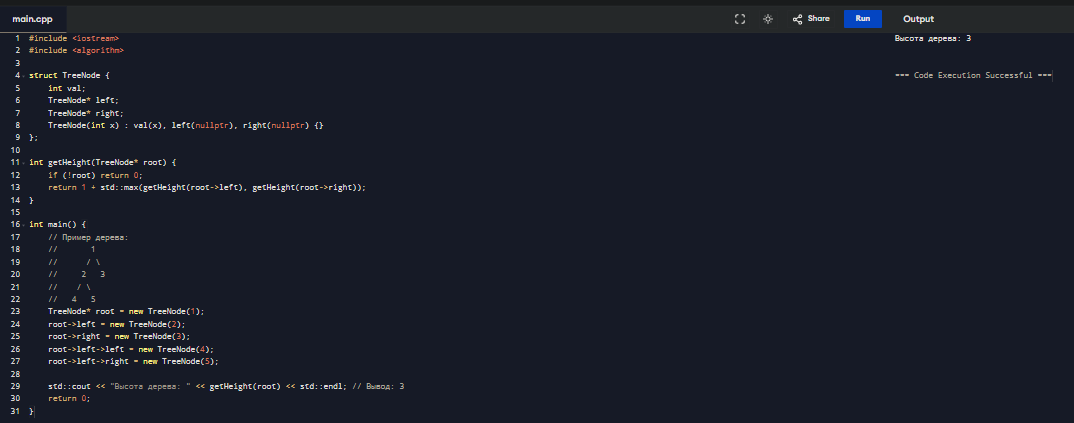 main.cpp
Share
Run
Output
1 #include <iostream>
2 #include <algorithm>
3
4 struct TreeNode {
5     int val;
6     TreeNode* left;
7     TreeNode* right;
8     TreeNode(int x) : val(x), left(nullptr), right(nullptr) {}
9 };
10
11 int getHeight(TreeNode* root) {
12     if (!root) return 0;
13     return 1 + std::max(getHeight(root->left), getHeight(root->right));
14 }
15
16 int main() {
17     // Пример дерева:
18     //       1
19     //      / \
20     //     2   3
21     //    / \
22     //   4   5
23     TreeNode* root = new TreeNode(1);
24     root->left = new TreeNode(2);
25     root->right = new TreeNode(3);
26     root->left->left = new TreeNode(4);
27     root->left->right = new TreeNode(5);
28
29     std::cout << "Высота дерева: " << getHeight(root) << std::endl; // Вывод: 3
30     return 0;
31 }
Высота дерева: 3
=== Code Execution Successful ===